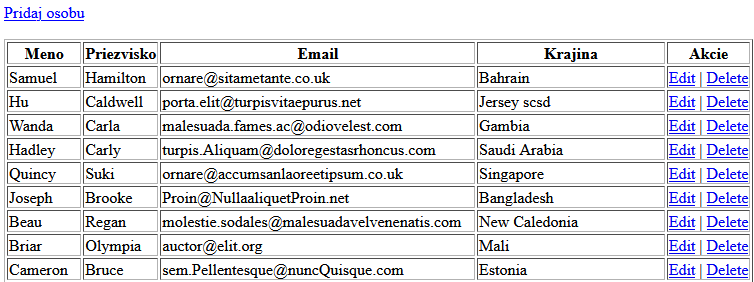 Pridaj osobu
Meno Priezvisko Email Krajina Akcie
Samuel Hamilton ornare@sitametante.co.uk Bahrain Edit | Delete
Hu Caldwell porta.elit@turpisvitaepurus.net Jersey scsd Edit | Delete
Wanda Carla malesuada.fames.ac@odiovelest.com Gambia Edit | Delete
Hadley Carly turpis.Aliquam@doloregestasrhoncus.com Saudi Arabia Edit | Delete
Quincy Suki ornare@accumsanlaoreetipsum.co.uk Singapore Edit | Delete
Joseph Brooke Proin@NullaaliquetProin.net Bangladesh Edit | Delete
Beau Regan molestie.sodales@malesuadavelvenenatis.com New Caledonia Edit | Delete
Briar Olympia auctor@elit.org Mali Edit | Delete
Cameron Bruce sem.Pellentesque@nuncQuisque.com Estonia Edit | Delete